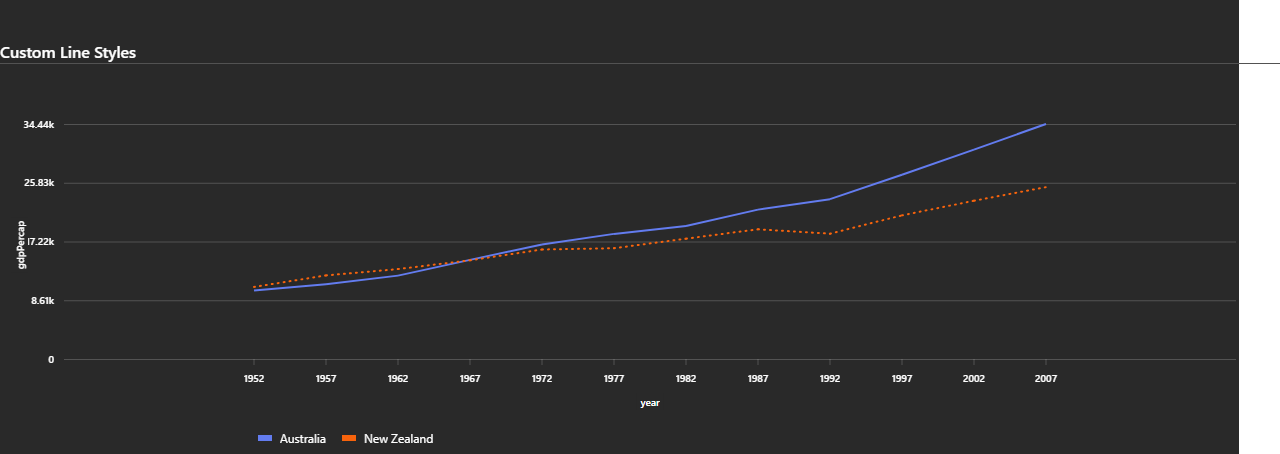 Custom Line Styles
34.44k
25.83k
17.22k
8.61k
0
gdpPercap
1952 1957 1962 1967 1972 1977 1982 1987 1992 1997 2002 2007
year
Australia New Zealand